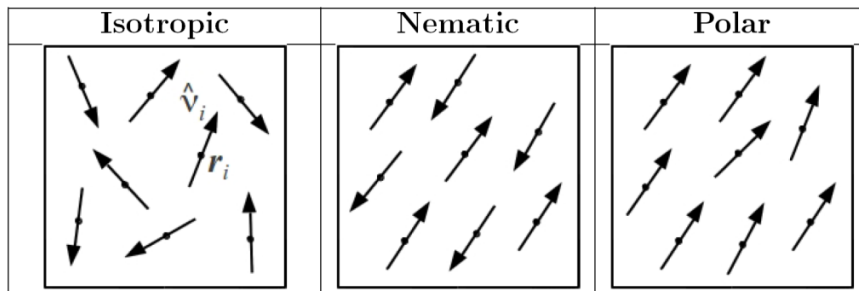 Isotropic Nematic Polar
ν̂ᵢ
rᵢ